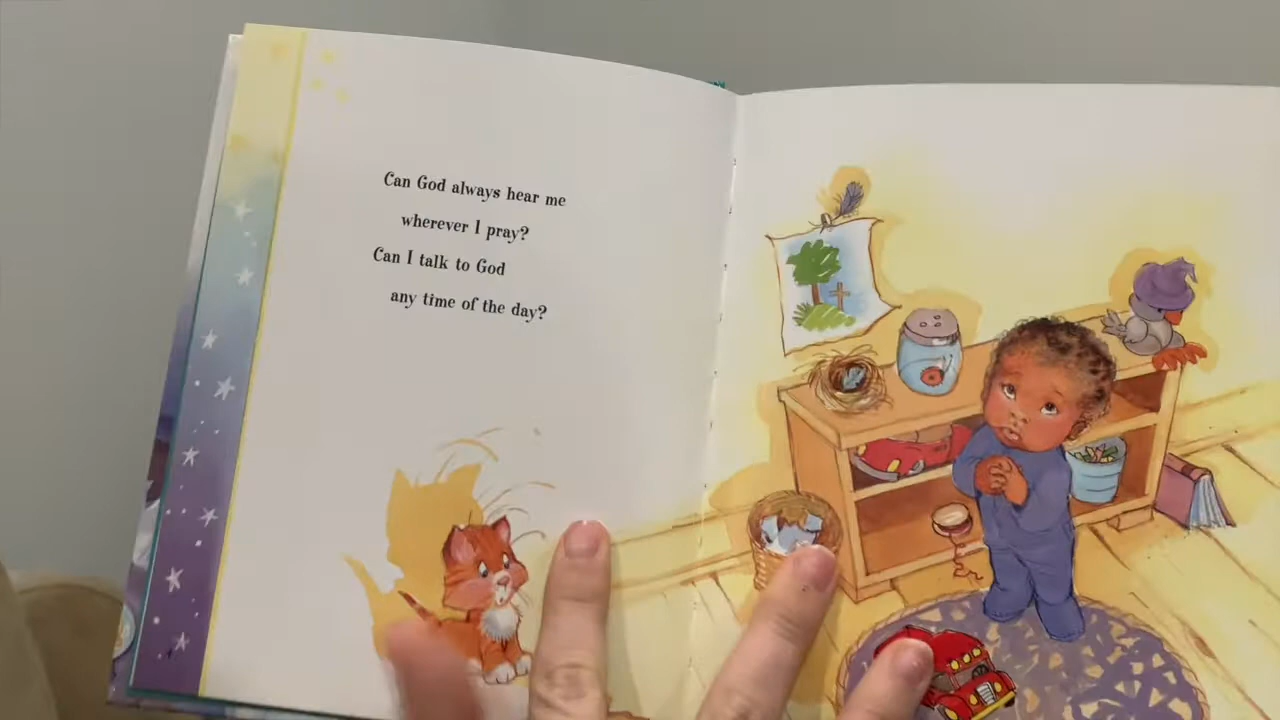 Can God always hear me
wherever I pray?
Can I talk to God
any time of the day?